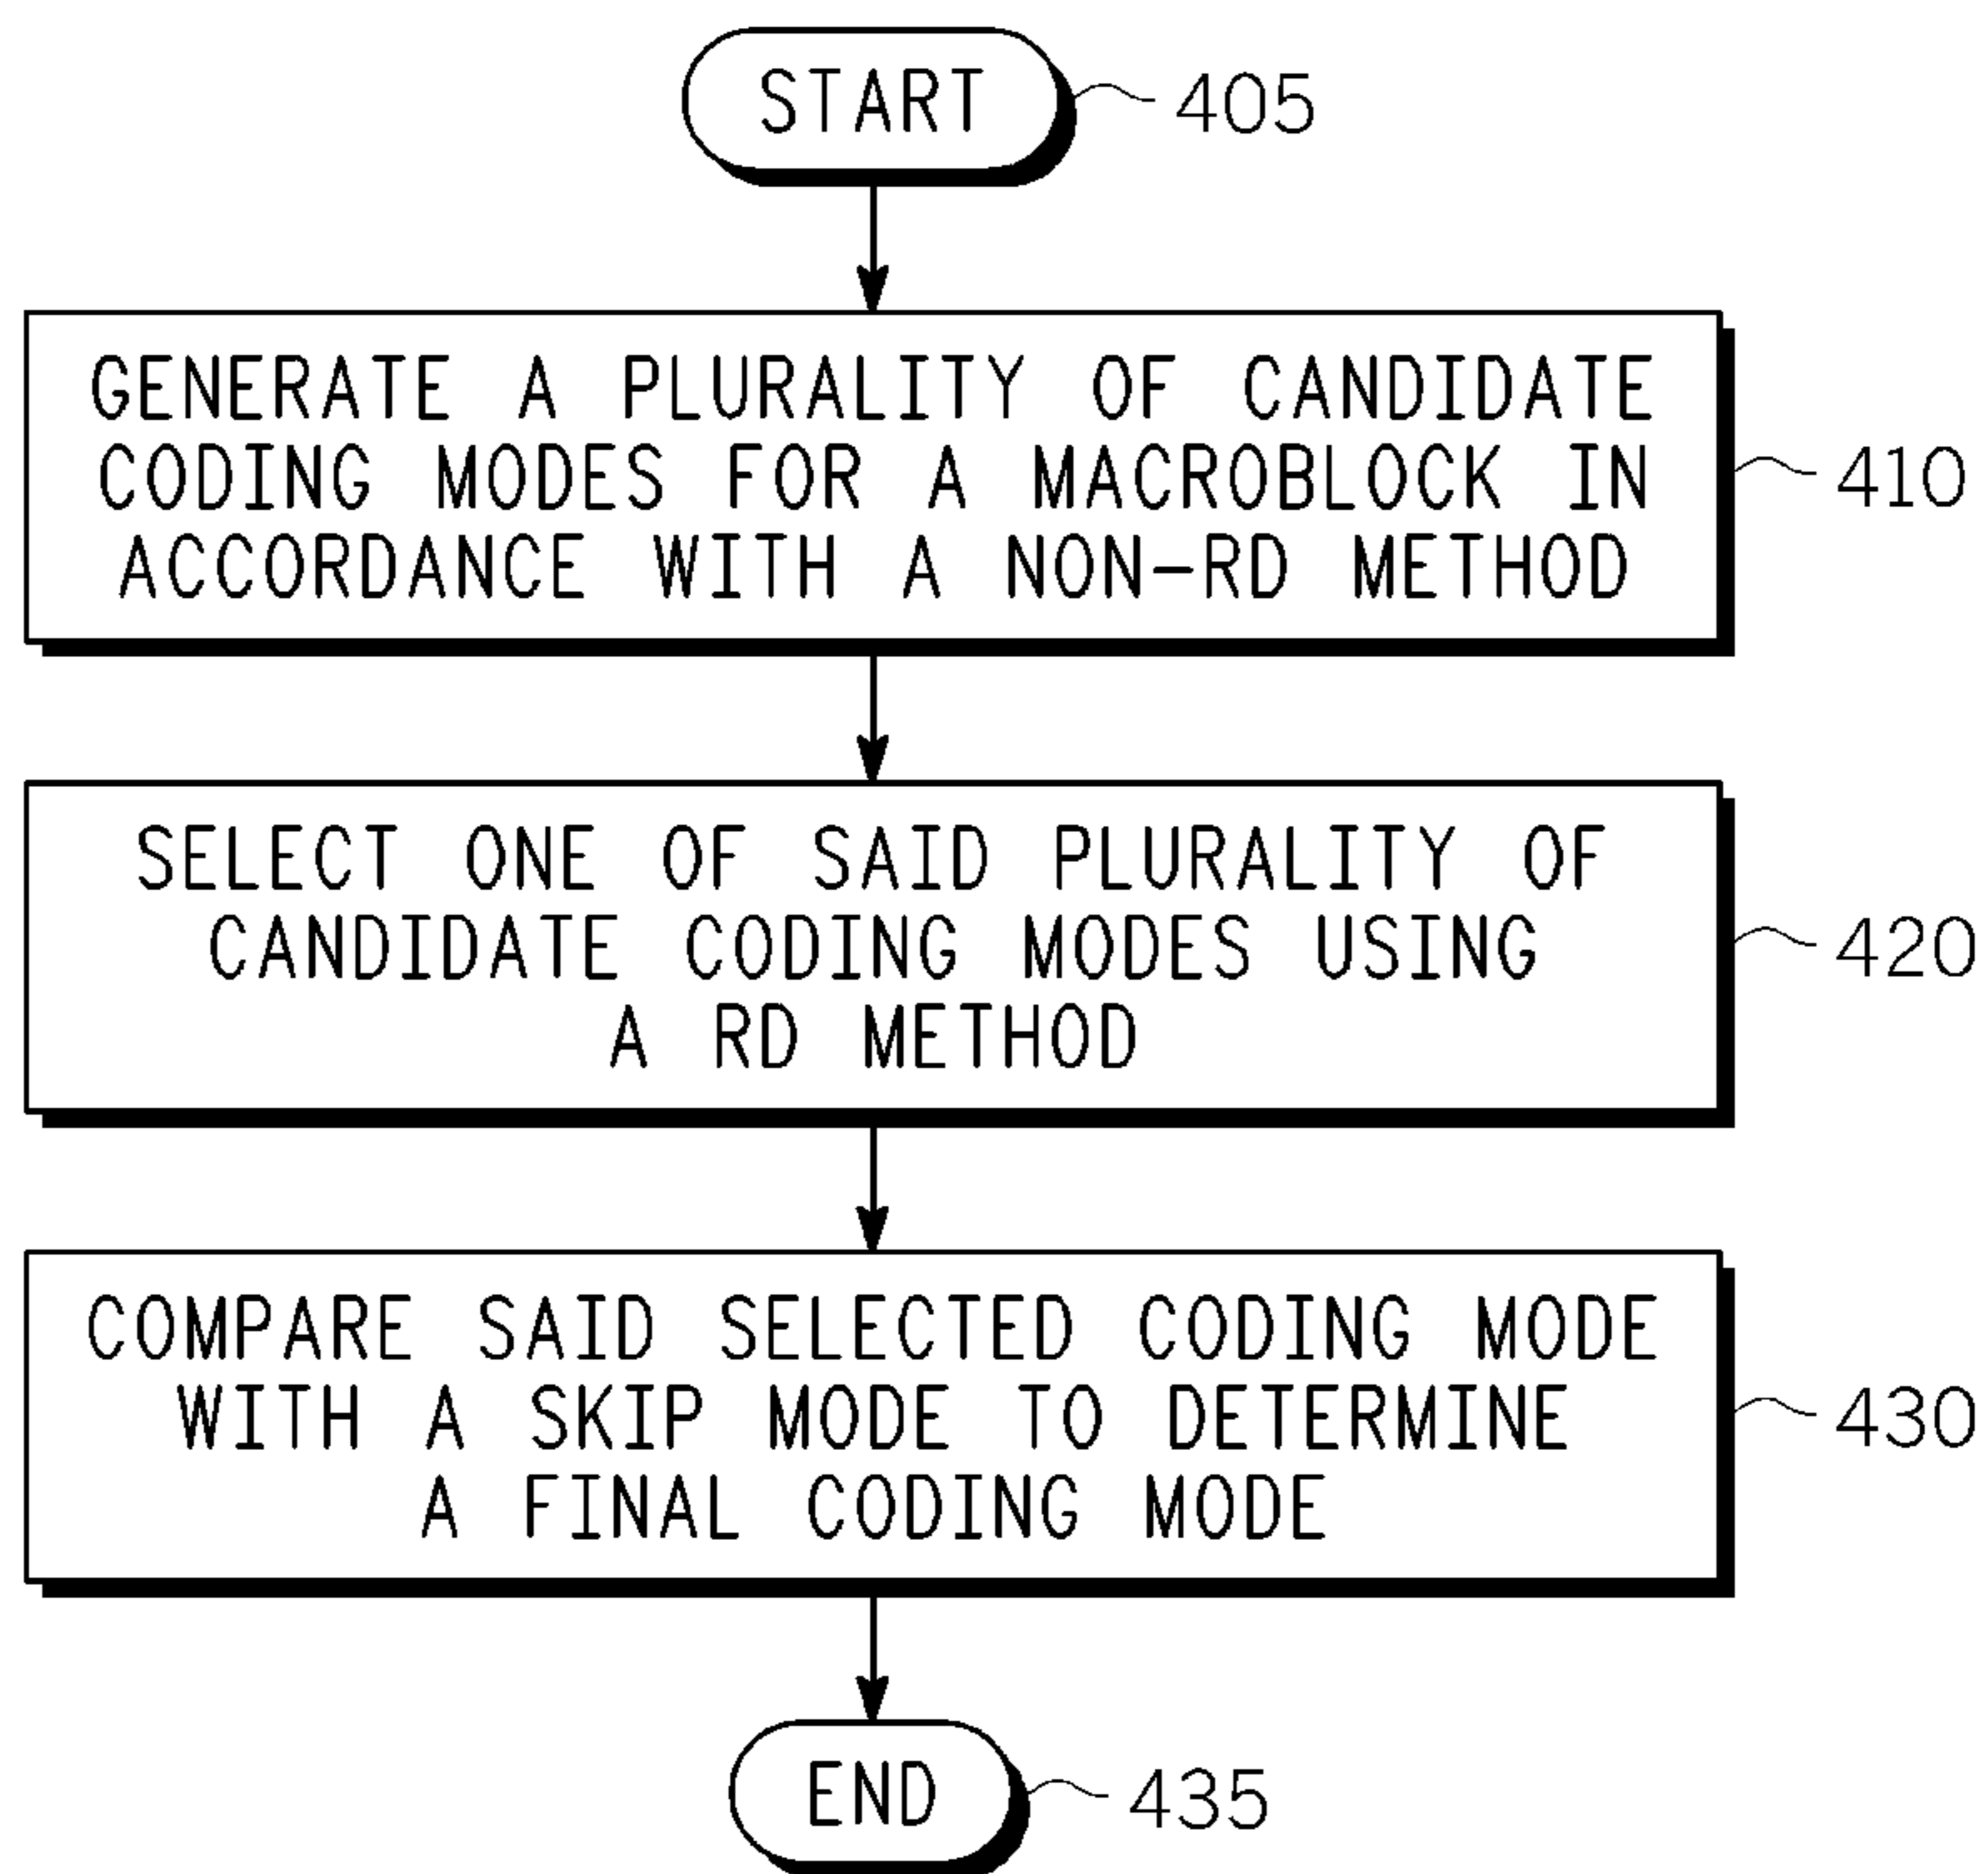 START
405
GENERATE A PLURALITY OF CANDIDATE
CODING MODES FOR A MACROBLOCK IN
ACCORDANCE WITH A NON-RD METHOD
410
SELECT ONE OF SAID PLURALITY OF
CANDIDATE CODING MODES USING
A RD METHOD
420
COMPARE SAID SELECTED CODING MODE
WITH A SKIP MODE TO DETERMINE
A FINAL CODING MODE
430
END
435